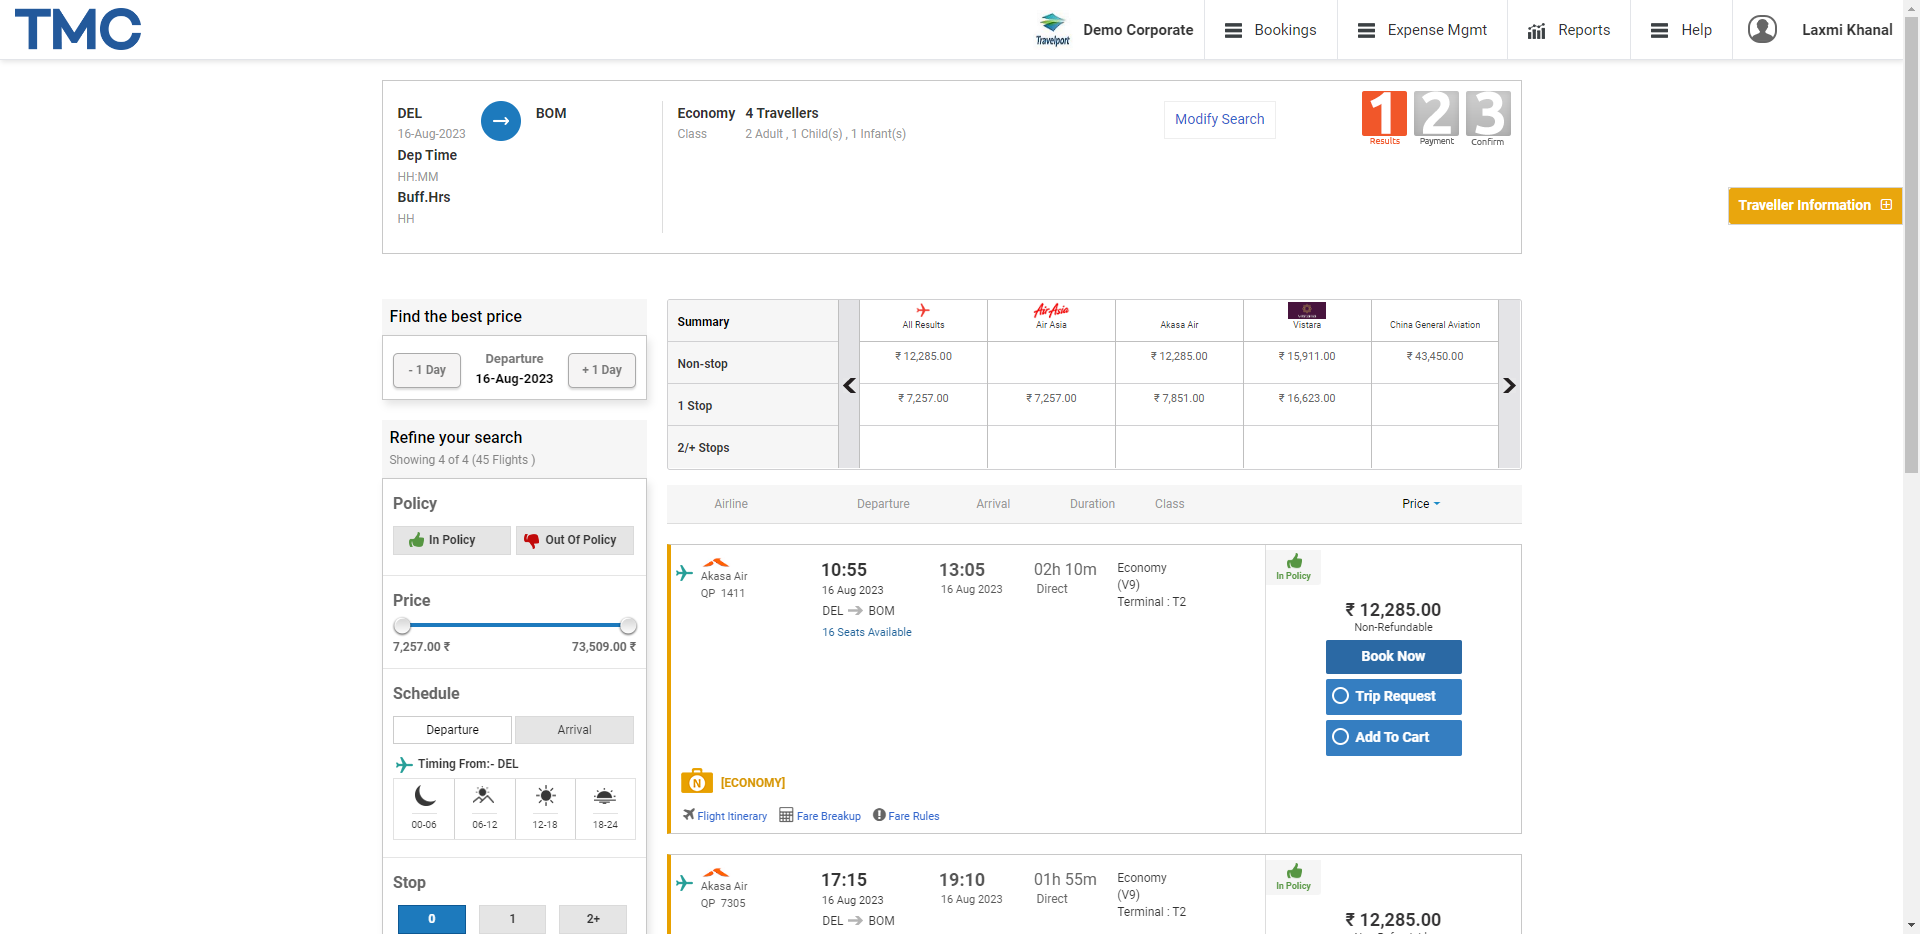 TMC
Travelport
Demo Corporate
Bookings
Expense Mgmt
Reports
Help
Laxmi Khanal
DEL
16-Aug-2023
BOM
Dep Time
HH:MM
Buff.Hrs
HH
Economy
Class
4 Travellers
2 Adult , 1 Child(s) , 1 Infant(s)
Modify Search
1 2 3
Results Payment Confirm
Traveller Information
Find the best price
- 1 Day
Departure
16-Aug-2023
+ 1 Day
Refine your search
Showing 4 of 4 (45 Flights )
Policy
In Policy
Out Of Policy
Price
7,257.00 ₹ 73,509.00 ₹
Schedule
Departure Arrival
Timing From:- DEL
00-06 06-12 12-18 18-24
Stop
0 1 2+
Summary
All Results
AirAsia
Air Asia
Akasa Air
Vistara
China General Aviation
Non-stop ₹ 12,285.00 ₹ 12,285.00 ₹ 15,911.00 ₹ 43,450.00
1 Stop ₹ 7,257.00 ₹ 7,257.00 ₹ 7,851.00 ₹ 16,623.00
2/+ Stops
Airline Departure Arrival Duration Class Price
Akasa Air
QP 1411
10:55
16 Aug 2023
DEL BOM
16 Seats Available
13:05
16 Aug 2023
02h 10m
Direct
Economy
(V9)
Terminal : T2
In Policy
₹ 12,285.00
Non-Refundable
Book Now
Trip Request
Add To Cart
N [ECONOMY]
Flight Itinerary Fare Breakup Fare Rules
Akasa Air
QP 7305
17:15
16 Aug 2023
DEL BOM
19:10
16 Aug 2023
01h 55m
Direct
Economy
(V9)
Terminal : T2
In Policy
₹ 12,285.00